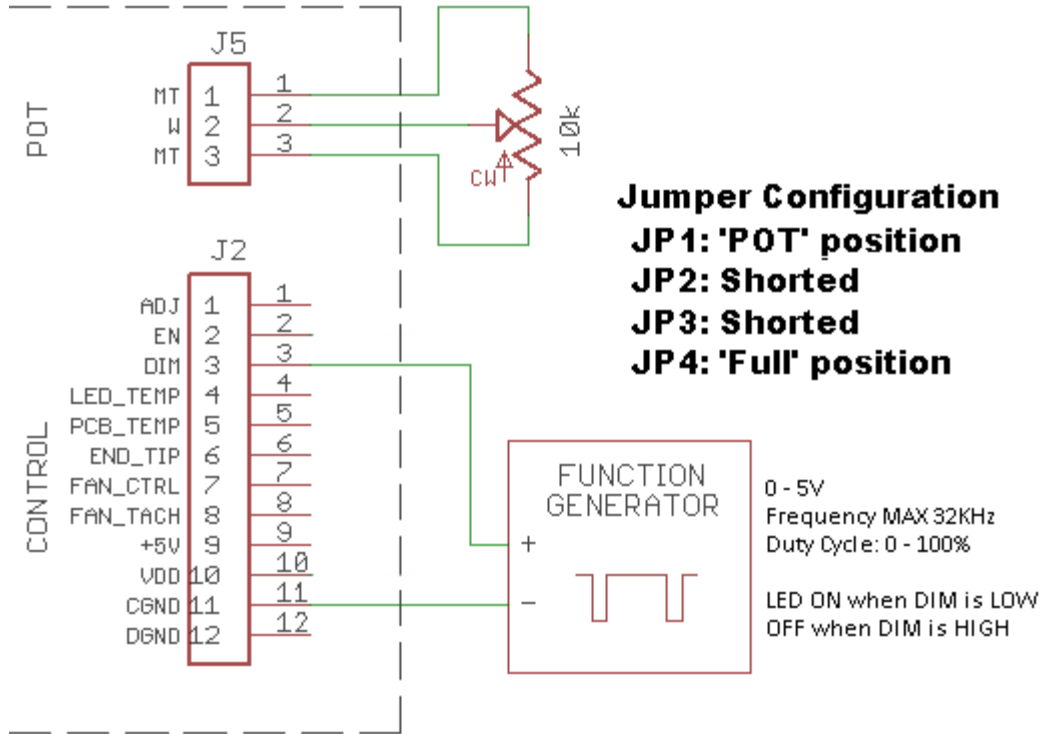 J5
POT
MT 1 1
W 2 2
MT 3 3
10k
CW
Jumper Configuration
JP1: 'POT' position
JP2: Shorted
JP3: Shorted
JP4: 'Full' position
J2
CONTROL
ADJ 1 1
EN 2 2
DIM 3 3
LED_TEMP 4 4
PCB_TEMP 5 5
END_TIP 6 6
FAN_CTRL 7 7
FAN_TACH 8 8
+5V 9 9
VDD 10 10
CGND 11 11
DGND 12 12
FUNCTION
GENERATOR
+
-
0 - 5V
Frequency MAX 32KHz
Duty Cycle: 0 - 100%
LED ON when DIM is LOW
OFF when DIM is HIGH